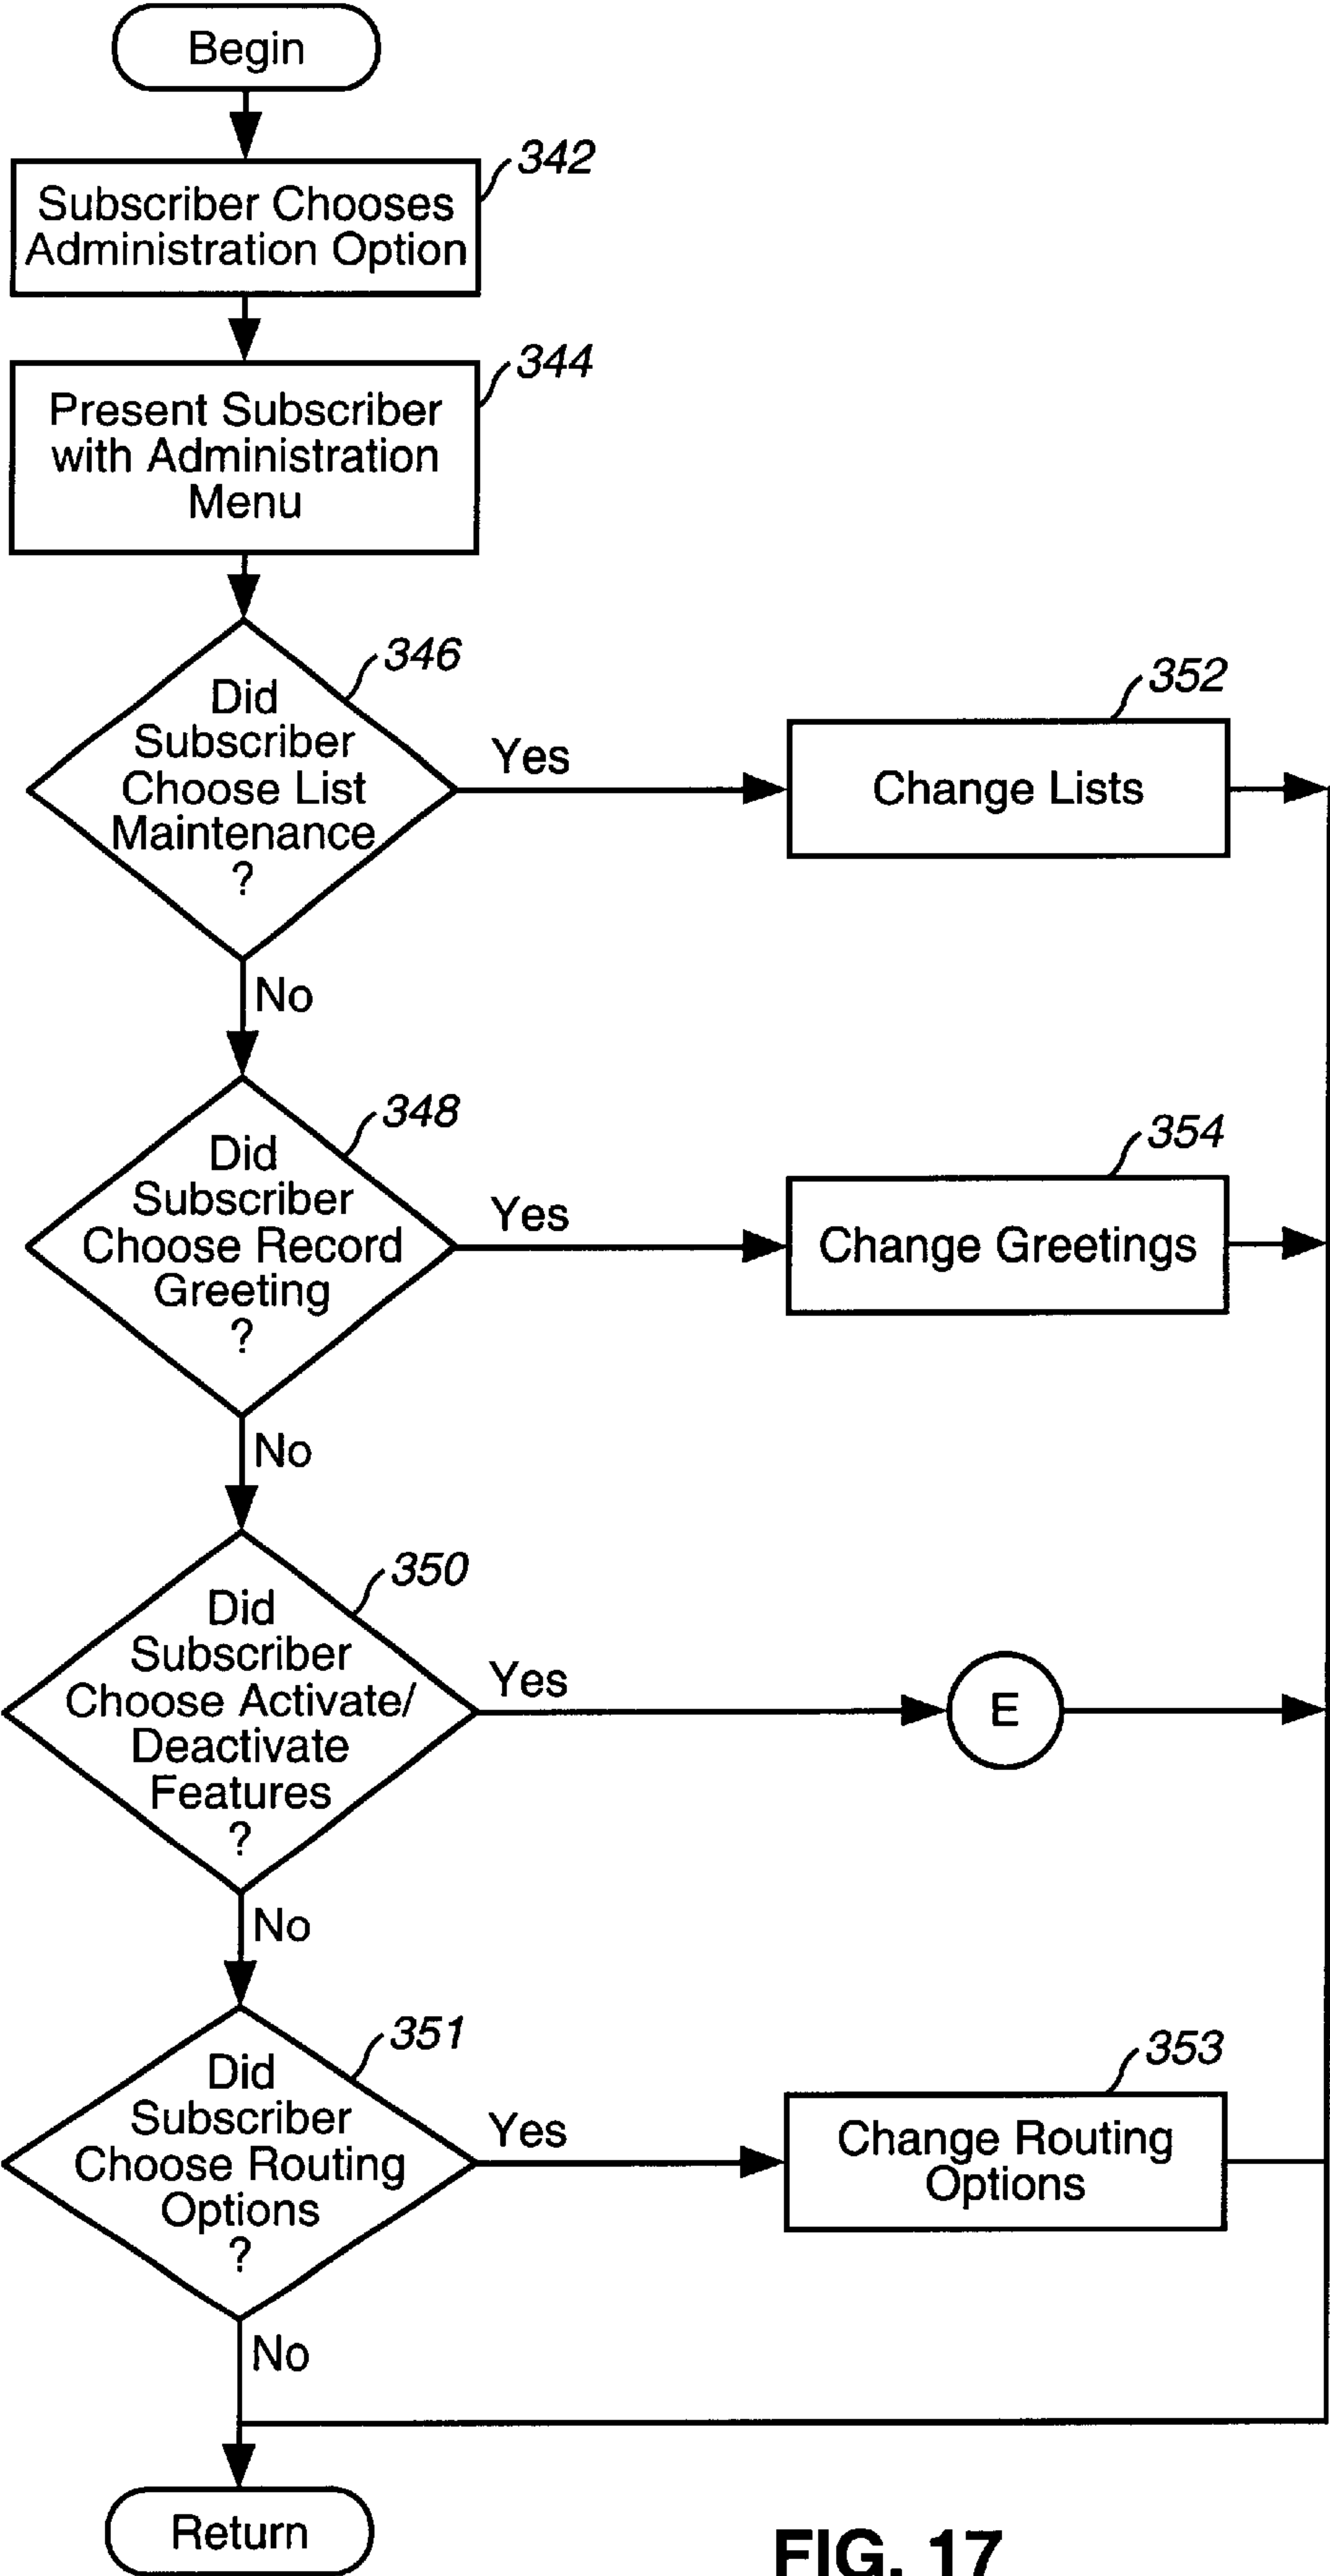 Begin
342
Subscriber Chooses
Administration Option
344
Present Subscriber
with Administration
Menu
346
Did
Subscriber
Choose List
Maintenance
?
Yes
352
Change Lists
No
348
Did
Subscriber
Choose Record
Greeting
?
Yes
354
Change Greetings
No
350
Did
Subscriber
Choose Activate/
Deactivate
Features
?
Yes
E
No
351
Did
Subscriber
Choose Routing
Options
?
Yes
353
Change Routing
Options
No
Return
FIG. 17